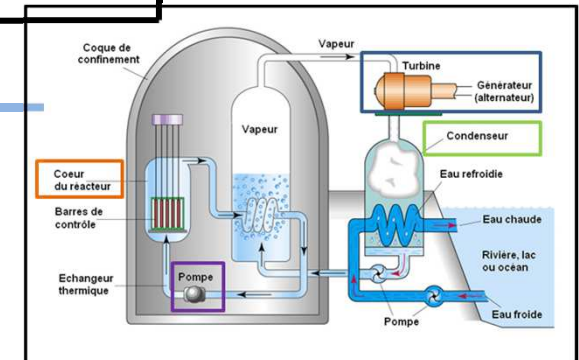 Coque de
confinement
Vapeur
Turbine
Générateur
(alternateur)
Vapeur
Condenseur
Coeur
du réacteur
Eau refroidie
Barres de
contrôle
Eau chaude
Rivière, lac
ou océan
Echangeur
thermique
Pompe
Pompe
Eau froide